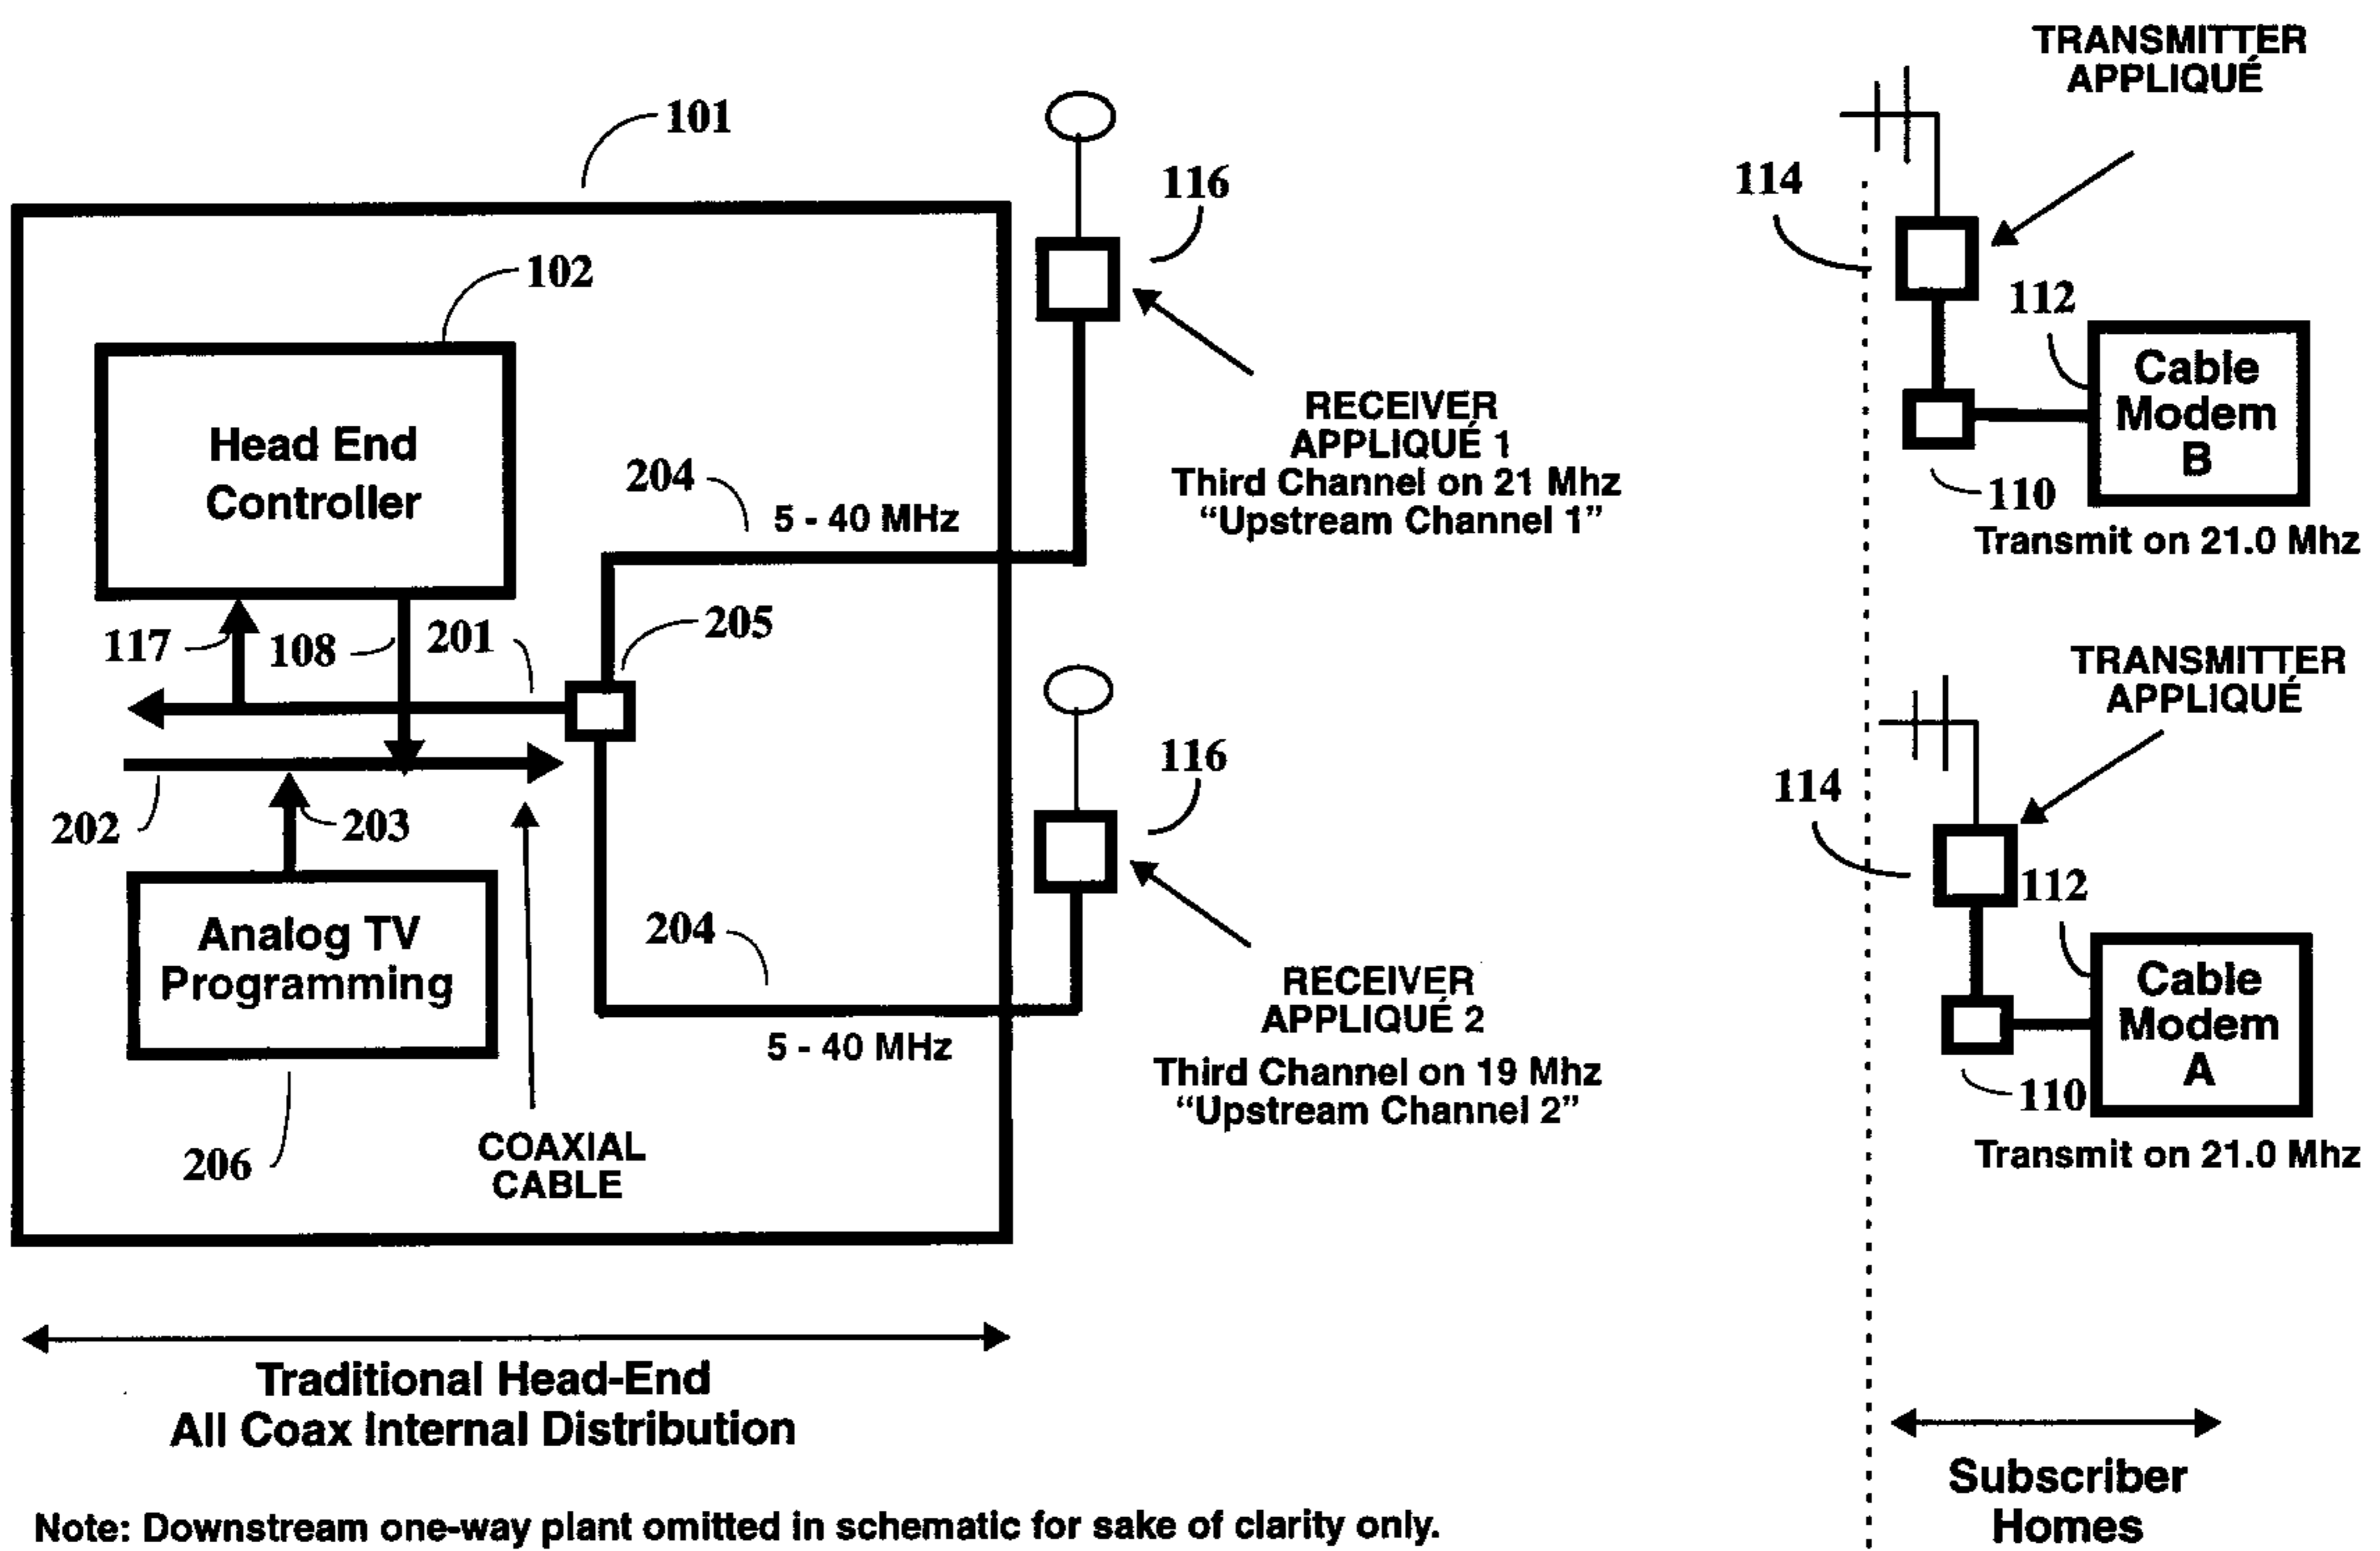 101
102
Head End
Controller
117
108
201
205
202
203
Analog TV
Programming
206
COAXIAL
CABLE
204
5 - 40 MHz
204
5 - 40 MHz
116
RECEIVER
APPLIQUÉ 1
Third Channel on 21 Mhz
“Upstream Channel 1”
116
RECEIVER
APPLIQUÉ 2
Third Channel on 19 Mhz
“Upstream Channel 2”
TRANSMITTER
APPLIQUÉ
114
112
Cable
Modem
B
110
Transmit on 21.0 Mhz
TRANSMITTER
APPLIQUÉ
114
112
Cable
Modem
A
110
Transmit on 21.0 Mhz
Traditional Head-End
All Coax Internal Distribution
Subscriber
Homes
Note: Downstream one-way plant omitted in schematic for sake of clarity only.